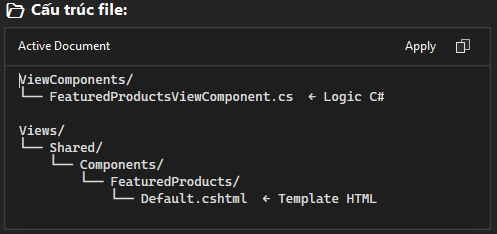 Cấu trúc file:
Active Document Apply
ViewComponents/
└── FeaturedProductsViewComponent.cs ← Logic C#
Views/
└── Shared/
└── Components/
└── FeaturedProducts/
└── Default.cshtml ← Template HTML